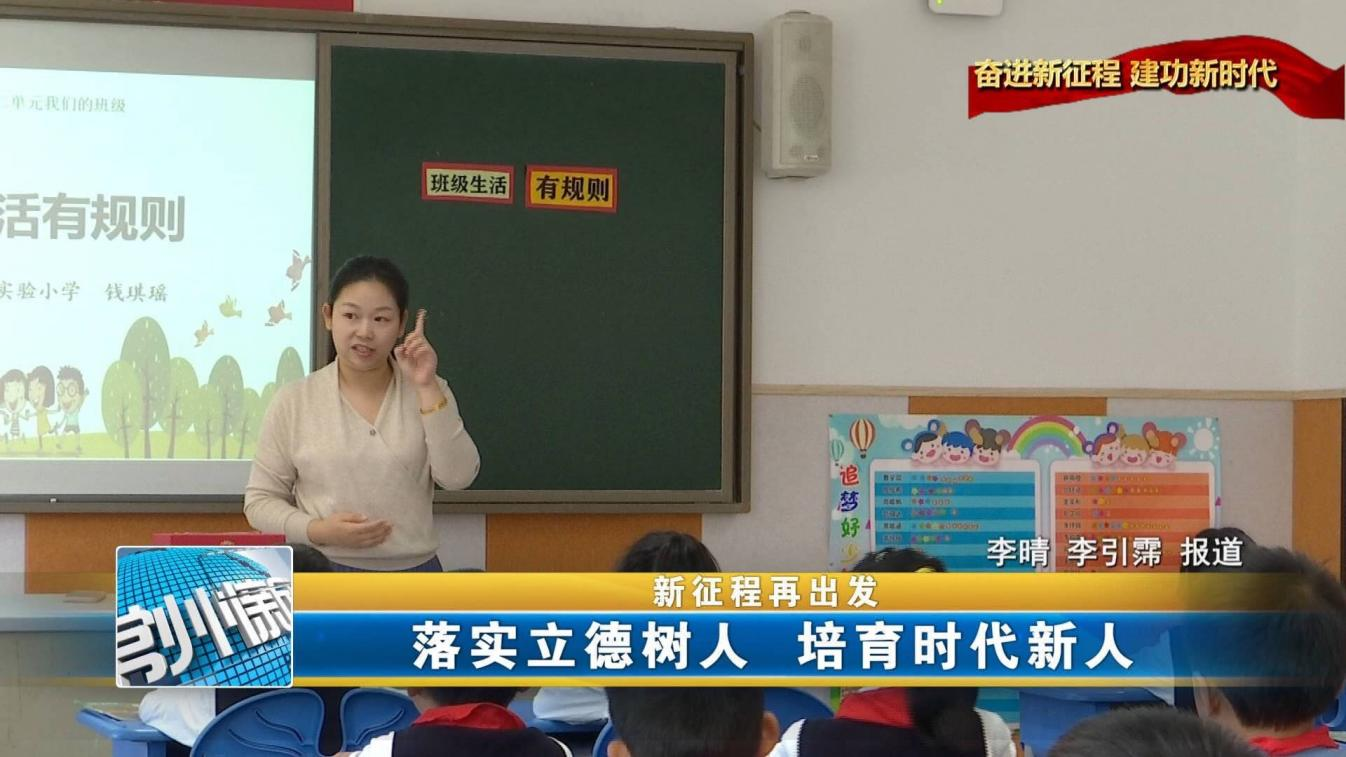 奋进新征程 建功新时代
单元我们的班级
班级生活 有规则
活有规则
实验小学 钱琪瑶
追梦好少
李晴 李引霈 报道
新征程再出发
落实立德树人 培育时代新人